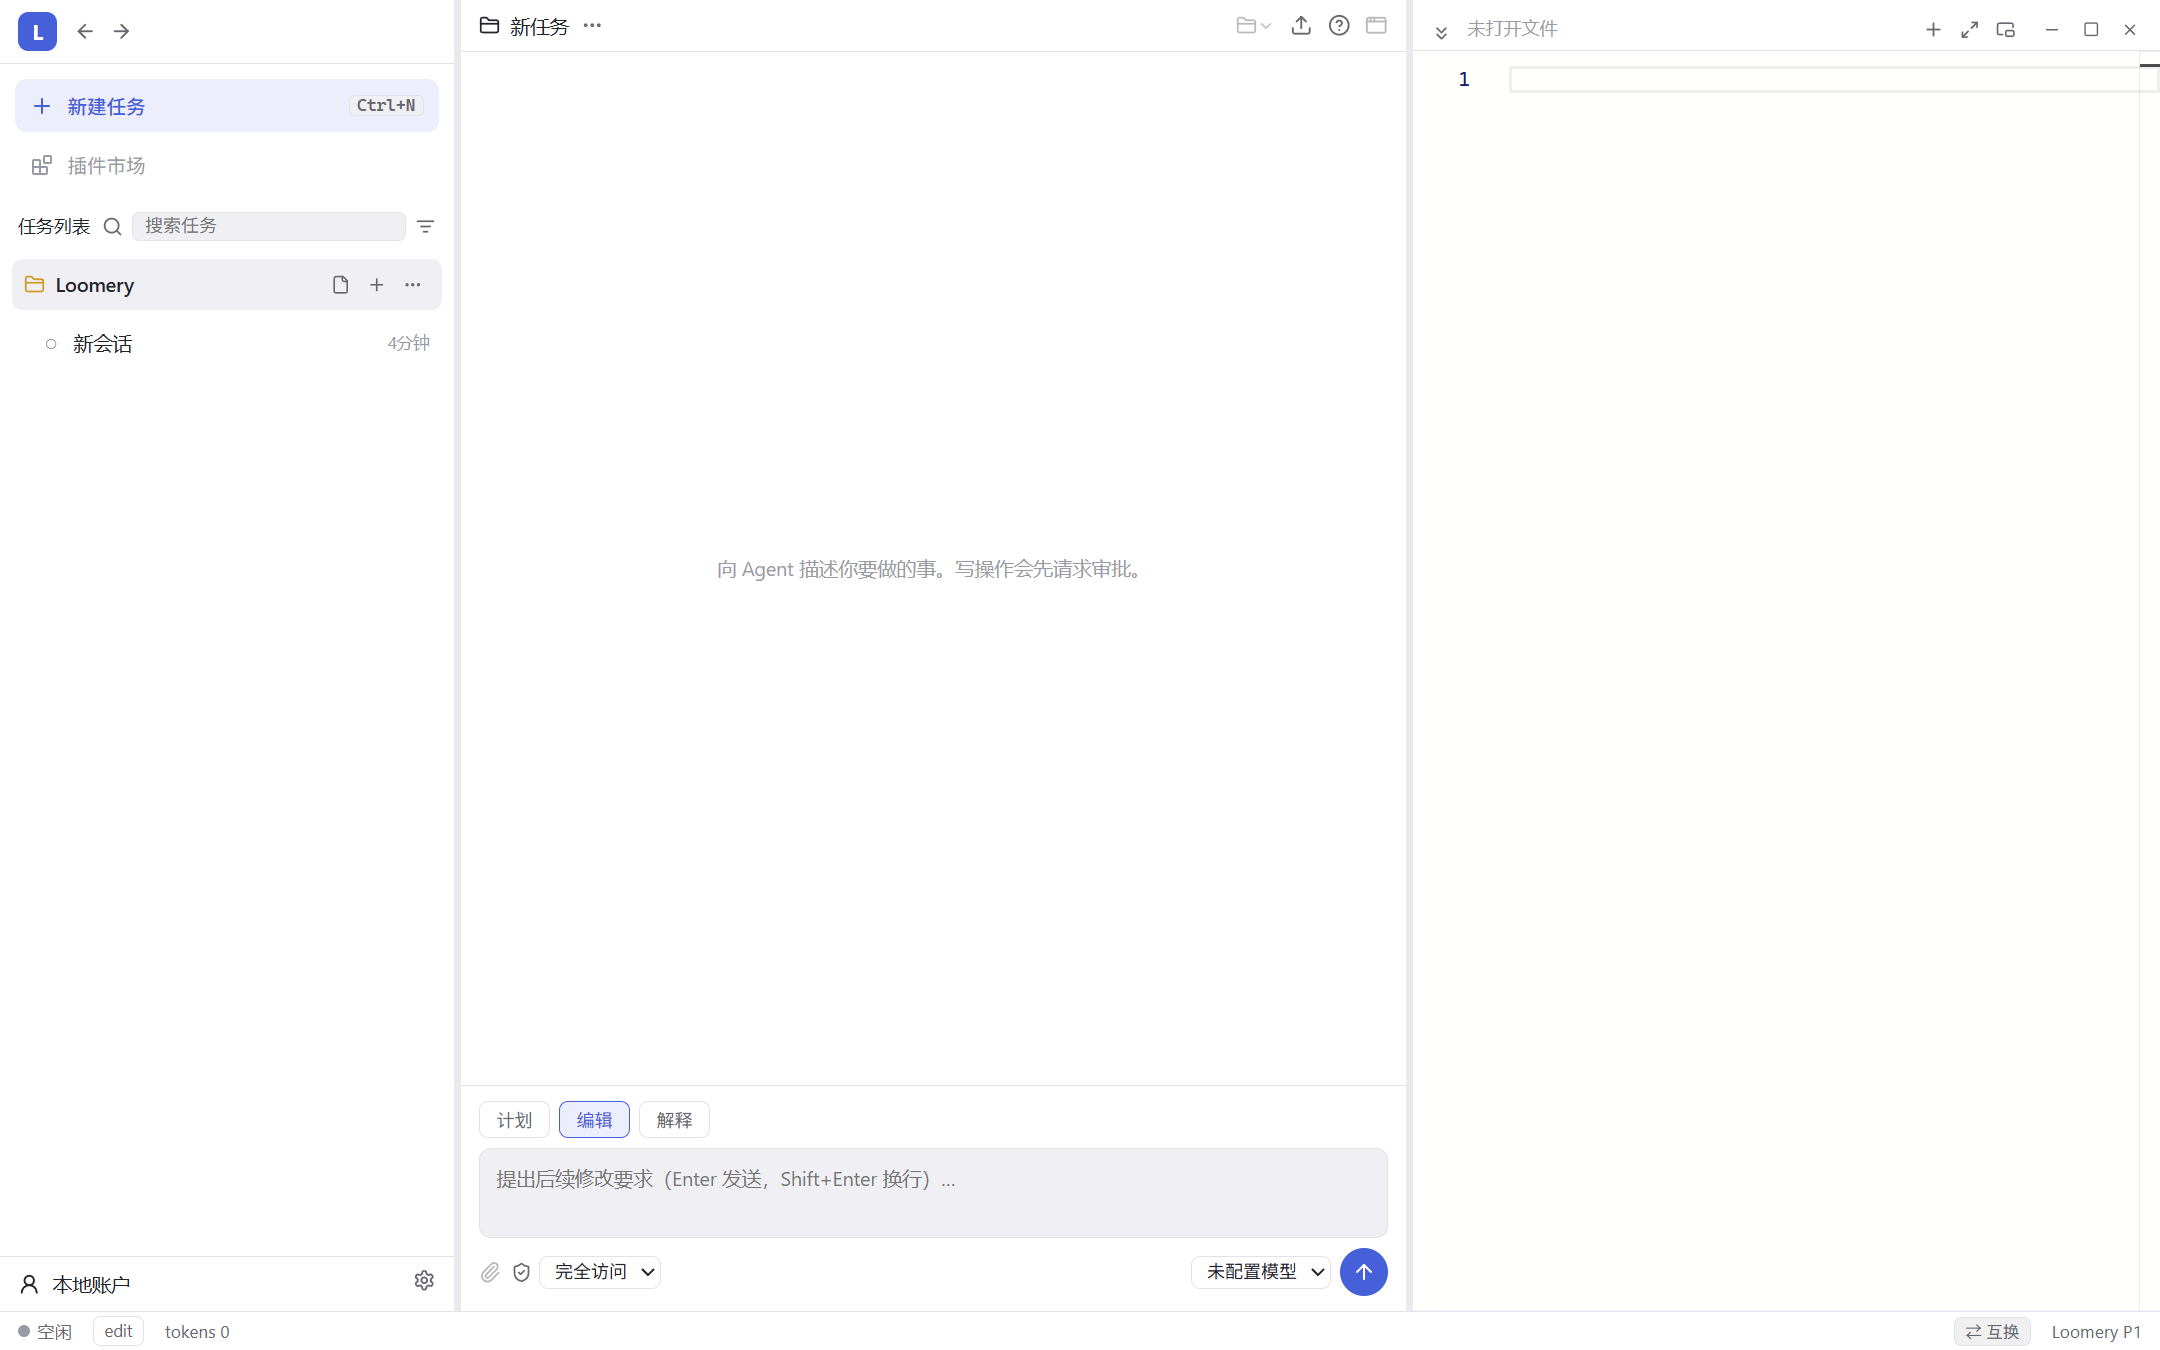 L
新建任务 Ctrl+N
插件市场
任务列表 搜索任务
Loomery
新会话 4分钟
本地账户
新任务
向 Agent 描述你要做的事。写操作会先请求审批。
计划 编辑 解释
提出后续修改要求（Enter 发送，Shift+Enter 换行）...
完全访问 未配置模型
未打开文件
1
空闲 edit tokens 0 互换 Loomery P1